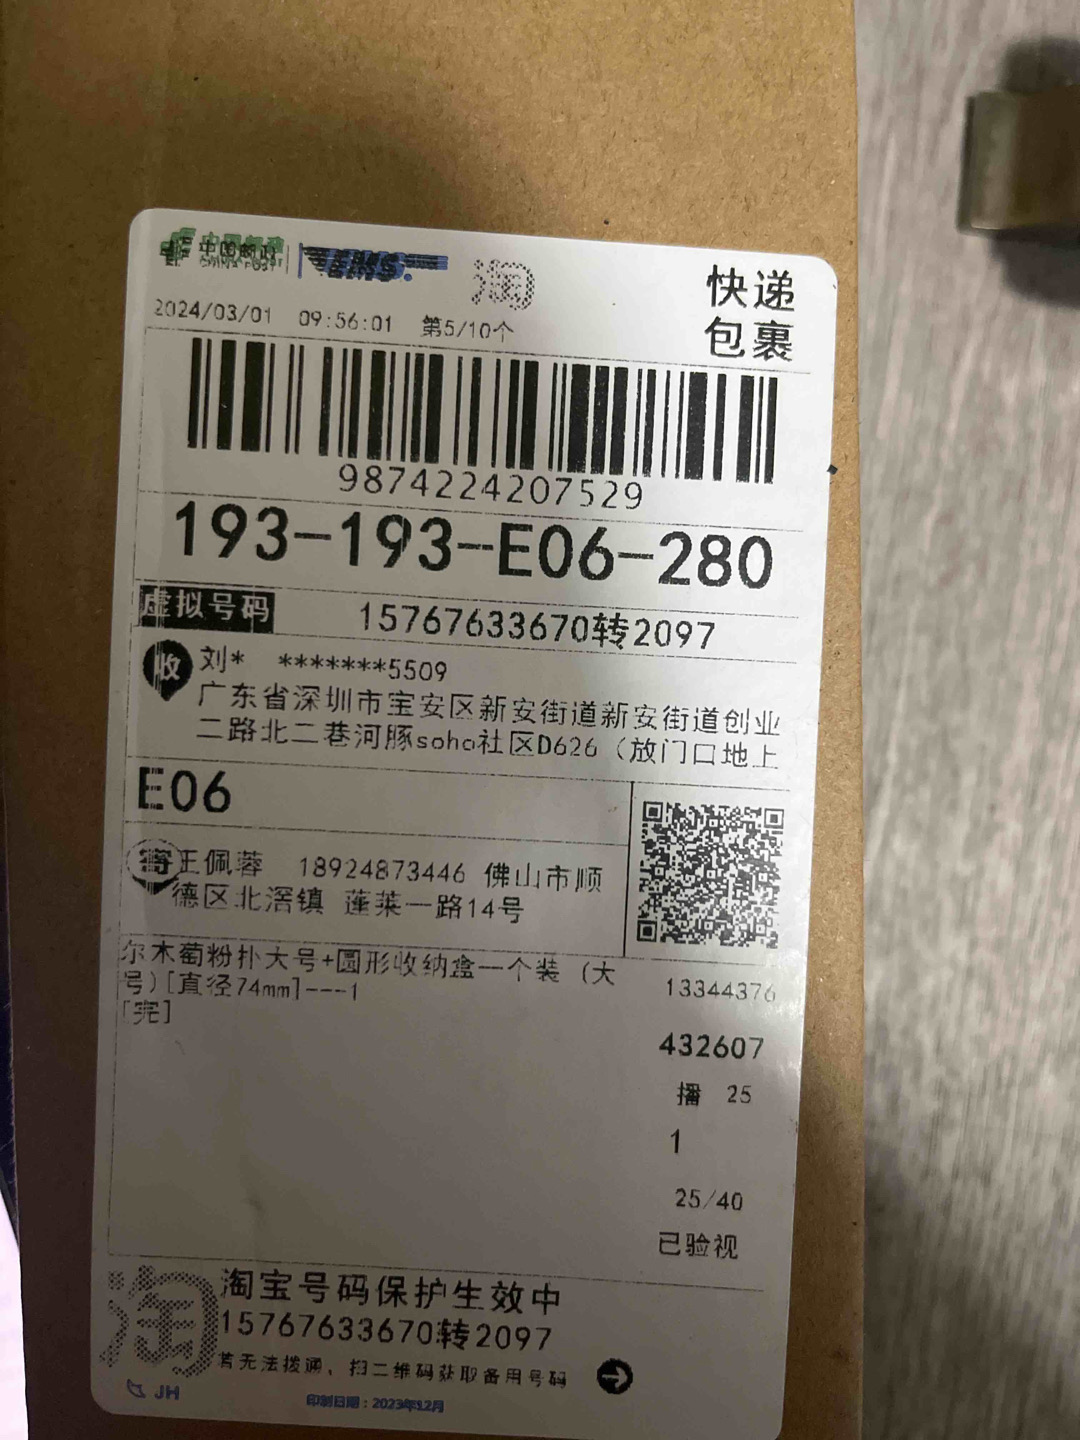 中国邮政
CHINA POST
EMS
淘
快递
包裹
2024/03/01 09:56:01 第5/10个
9874224207529
193-193-E06-280
虚拟号码 15767633670转2097
收 刘* *******5509
广东省深圳市宝安区新安街道新安街道创业
二路北二巷河豚soho社区D626（放门口地上
E06
寄 王佩蓉 18924873446 佛山市顺
德区北滘镇 蓬莱一路14号
尔木萄粉扑大号+圆形收纳盒一个装（大
号)[直径74mm]---1
[完]
13344376
432607
播 25
1
25/40
已验视
淘 淘宝号码保护生效中
15767633670转2097
若无法拨通、扫二维码获取备用号码
JH
印制日期：2023年12月